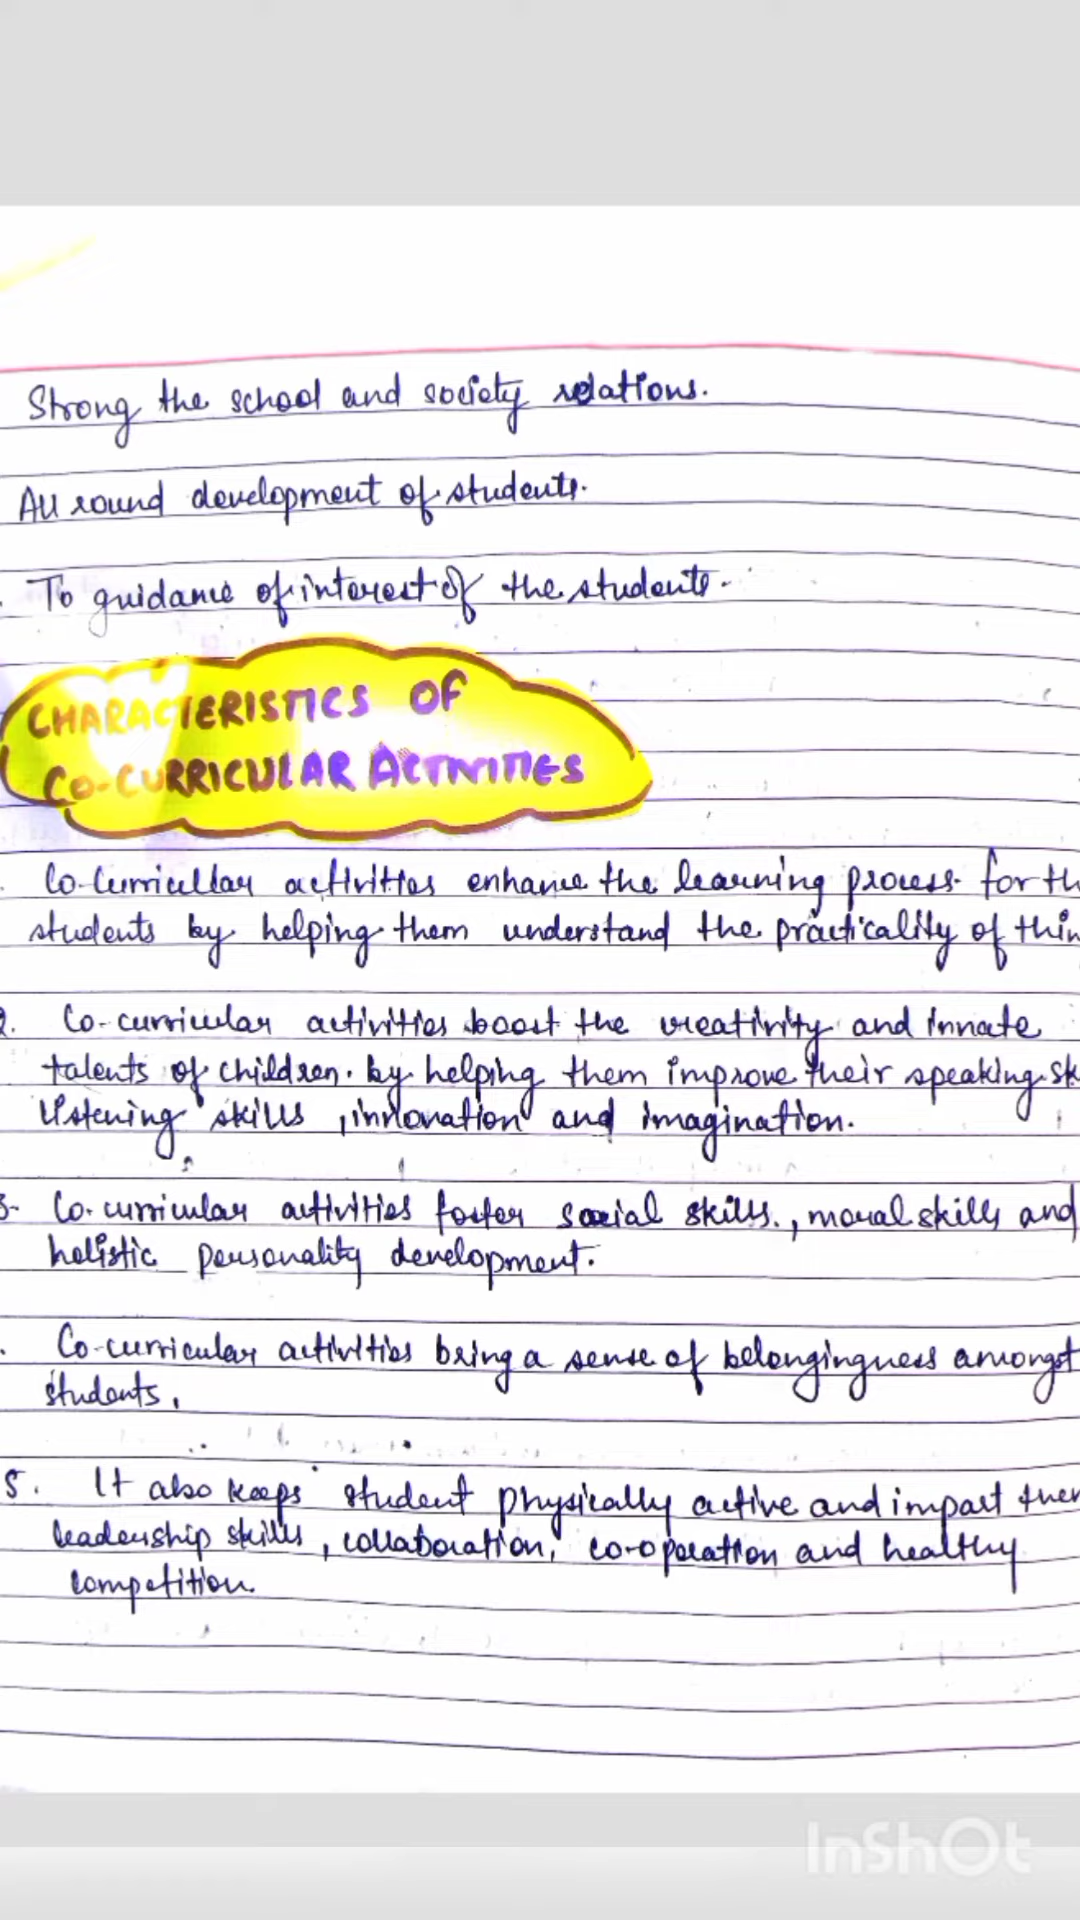 Strong the school and society relations.
All round development of students.
. To guidance of interest of the students.
CHARACTERISTICS OF
CO-CURRICULAR ACTIVITIES
. Co-Curricullar activities enhance the learning process. for th
students by helping them understand the practicality of thin
2. Co-curricular activities boost the creativity and innate
talents of children. by helping them improve their speaking sk
listening skills , innovation and imagination.
3- Co-curricular activities foster social skills., moral skills and
holistic personality development.
. Co-curricular activities bring a sense of belongingness amongst
students.
5. It also keeps student physically active and impart them
leadership skills, collaboration, co-operation and healthy
competition.
InShOt